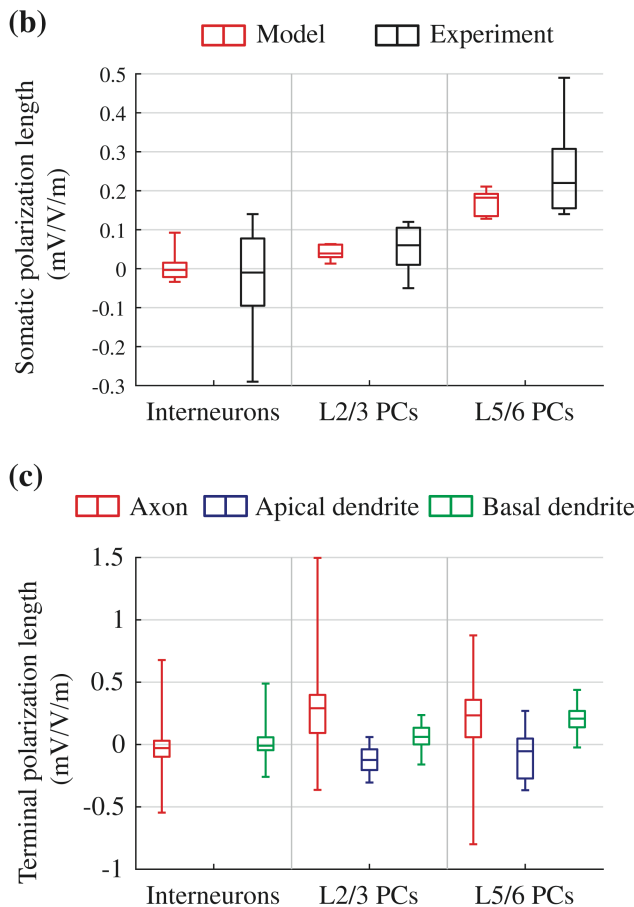 (b)
Model Experiment
Somatic polarization length
(mV/V/m)
0.5
0.4
0.3
0.2
0.1
0
-0.1
-0.2
-0.3
Interneurons L2/3 PCs L5/6 PCs
(c)
Axon Apical dendrite Basal dendrite
Terminal polarization length
(mV/V/m)
1.5
1
0.5
0
-0.5
-1
Interneurons L2/3 PCs L5/6 PCs